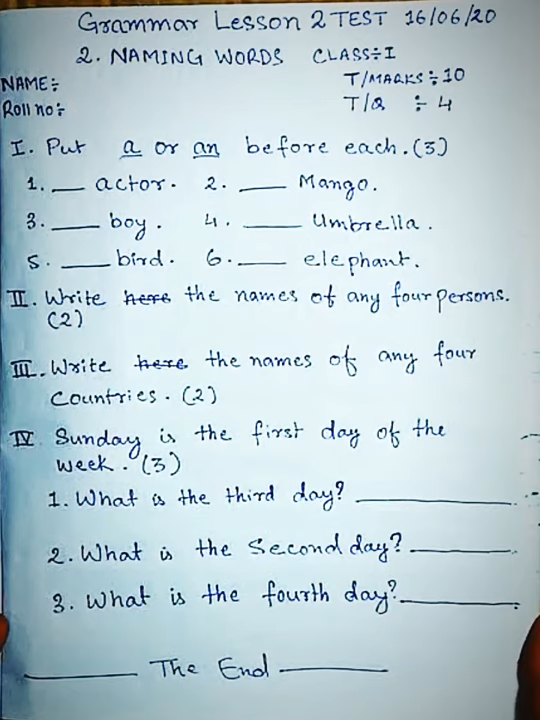 Grammar Lesson 2 TEST 16/06/20
2. NAMING WORDS CLASS÷I
NAME÷ T/MARKS÷10
Roll no÷ T/Q ÷ 4
I. Put a or an before each. (3)
1. ___ actor. 2. ___ Mango.
3. ___ boy. 4. ___ Umbrella.
5. ___ bird. 6. ___ elephant.
II. Write here the names of any four persons.
(2)
III. Write here the names of any four
Countries. (2)
IV Sunday is the first day of the
week. (3)
1. What is the third day? ___
2. What is the Second day? ___
3. What is the fourth day? ___
___ The End ___